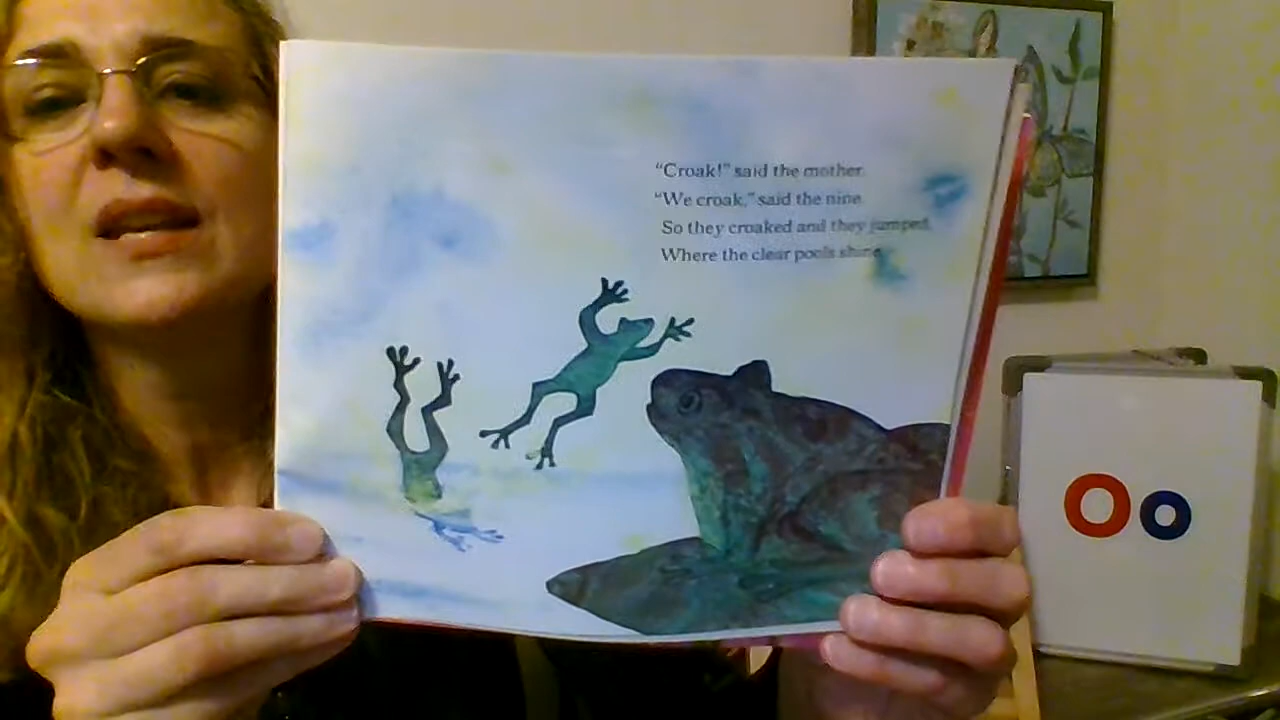 "Croak!" said the mother.
"We croak," said the nine.
So they croaked and they jumped,
Where the clear pools shine.
Oo